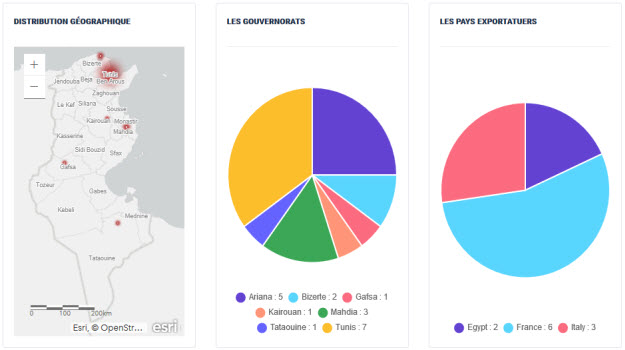 DISTRIBUTION GÉOGRAPHIQUE
+
−
Bizerte
Tunis
Jendouba Beja Ben Arous
Zaghouan
Le Kef Siliana
Sousse
Kairouan Monastir
Mahdia
Kasserine
Sidi Bouzid Sfax
Gafsa
Tozeur
Gabes
Kebili
Mednine
Tataouine
0 100 200km
Esri, © OpenStr... esri
LES GOUVERNORATS
Ariana : 5 Bizerte : 2 Gafsa : 1
Kairouan : 1 Mahdia : 3
Tataouine : 1 Tunis : 7
LES PAYS EXPORTATUERS
Egypt : 2 France : 6 Italy : 3